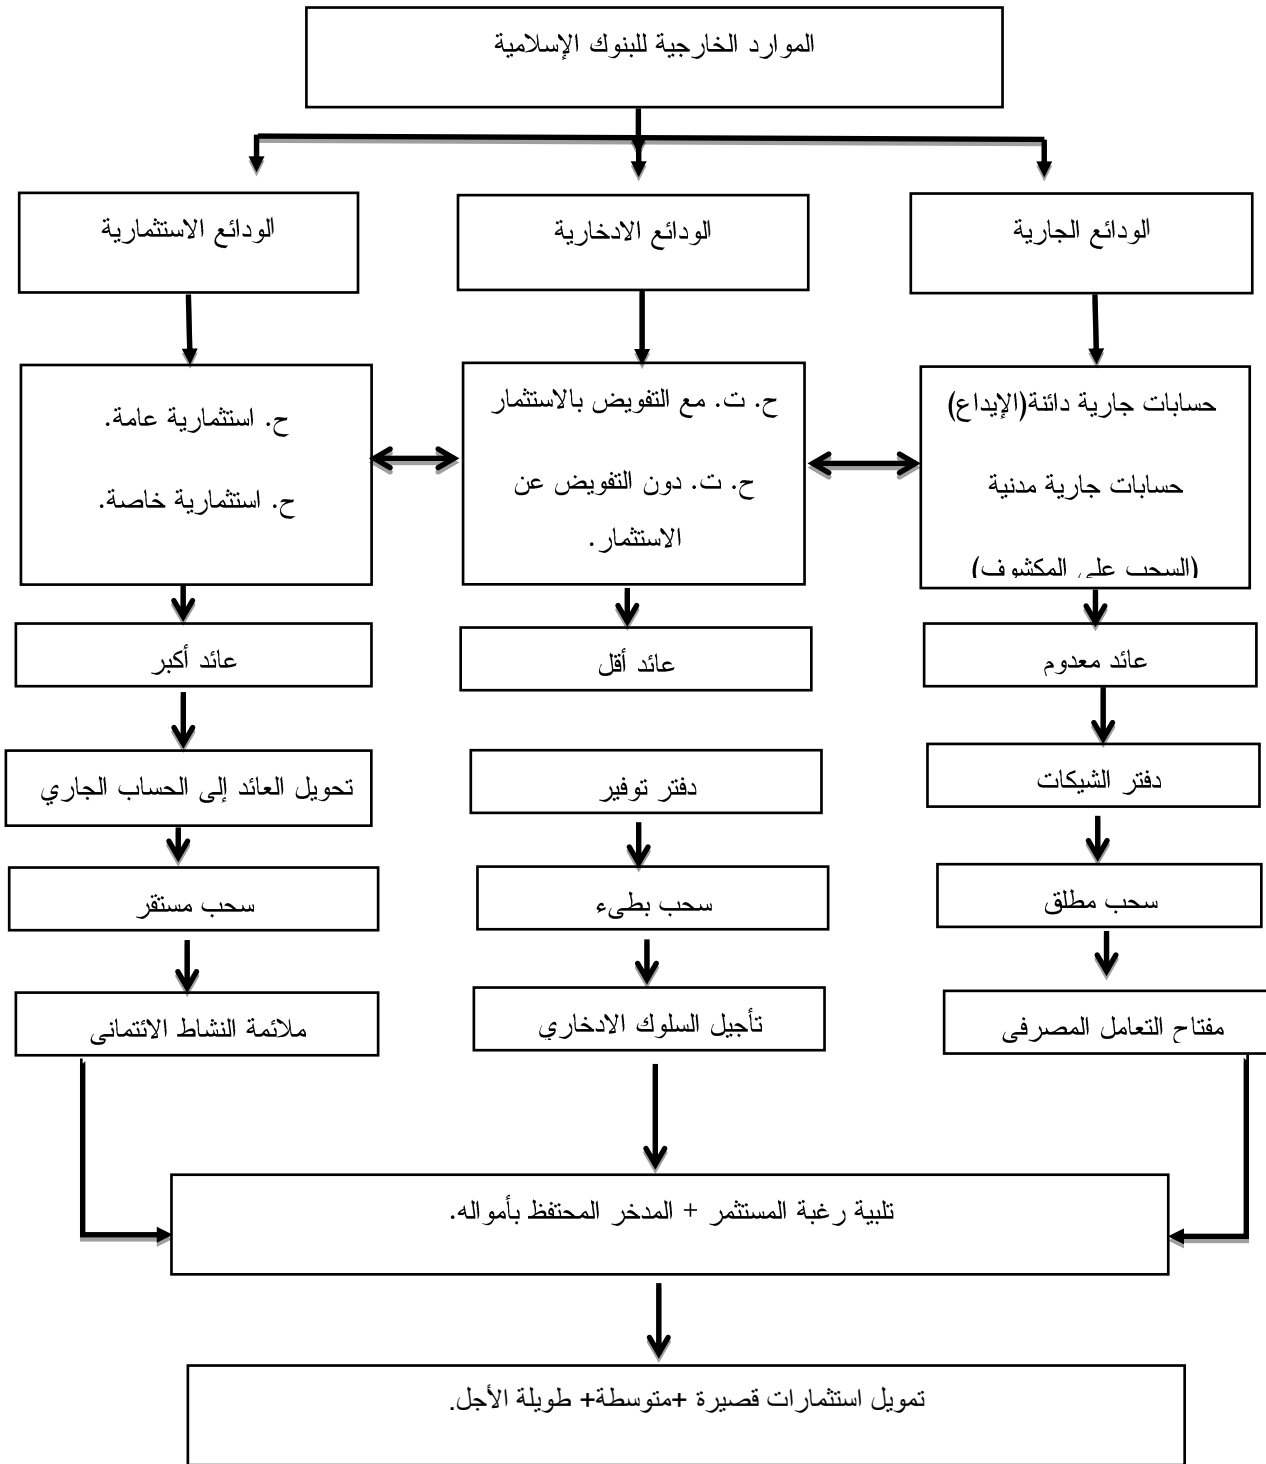 الموارد الخارجية للبنوك الإسلامية
الودائع الجارية
الودائع الادخارية
الودائع الاستثمارية
حسابات جارية دائنة(الإيداع)
حسابات جارية مدنية
(السحب على المكشوف)
ح. ت. مع التفويض بالاستثمار
ح. ت. دون التفويض عن
الاستثمار.
ح. استثمارية عامة.
ح. استثمارية خاصة.
عائد معدوم
عائد أقل
عائد أكبر
دفتر الشيكات
دفتر توفير
تحويل العائد إلى الحساب الجاري
سحب مطلق
سحب بطيء
سحب مستقر
مفتاح التعامل المصرفي
تأجيل السلوك الادخاري
ملائمة النشاط الائتماني
تلبية رغبة المستثمر + المدخر المحتفظ بأمواله.
تمويل استثمارات قصيرة +متوسطة+ طويلة الأجل.